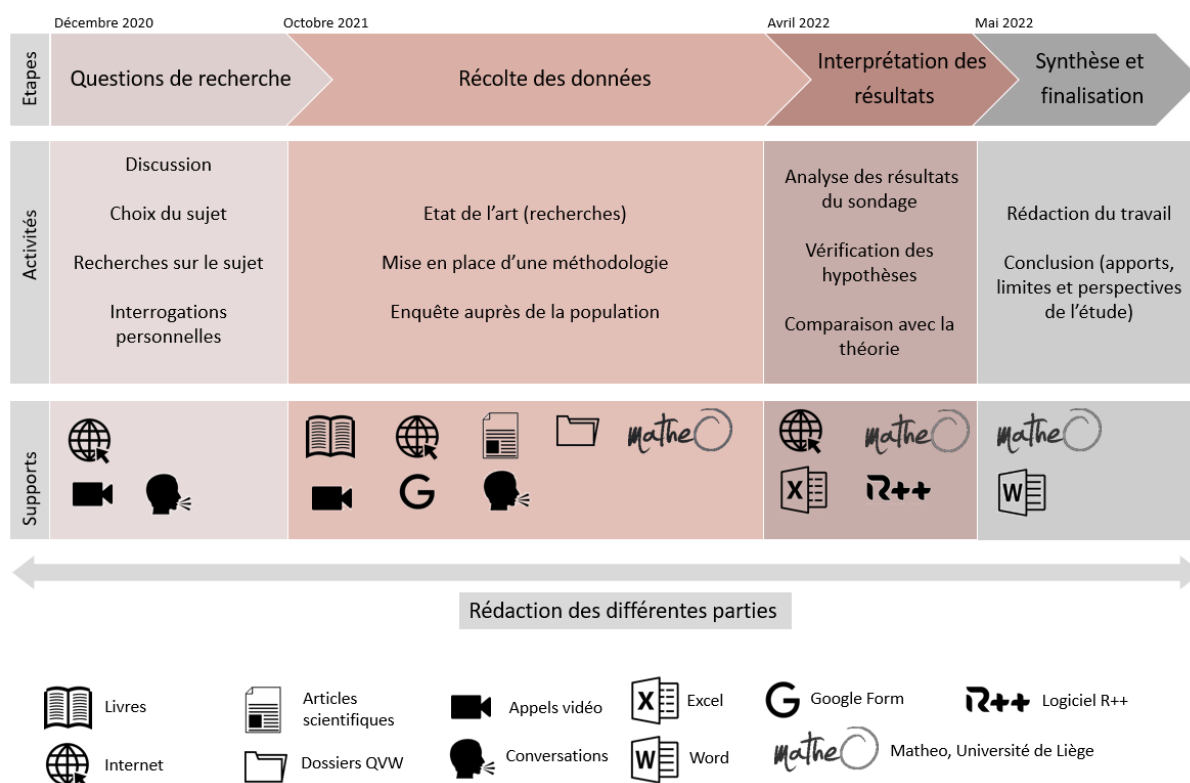 Décembre 2020
Octobre 2021
Avril 2022
Mai 2022
Etapes
Questions de recherche
Récolte des données
Interprétation des
résultats
Synthèse et
finalisation
Activités
Discussion
Choix du sujet
Recherches sur le sujet
Interrogations
personnelles
Etat de l'art (recherches)
Mise en place d'une méthodologie
Enquête auprès de la population
Analyse des résultats
du sondage
Vérification des
hypothèses
Comparaison avec la
théorie
Rédaction du travail
Conclusion (apports,
limites et perspectives
de l'étude)
Supports
matheO
G
matheO
X
R++
matheO
W
Rédaction des différentes parties
Livres
Articles
scientifiques
Appels vidéo
X Excel
G Google Form
R++ Logiciel R++
Internet
Dossiers QVW
Conversations
W Word
matheO Matheo, Université de Liège